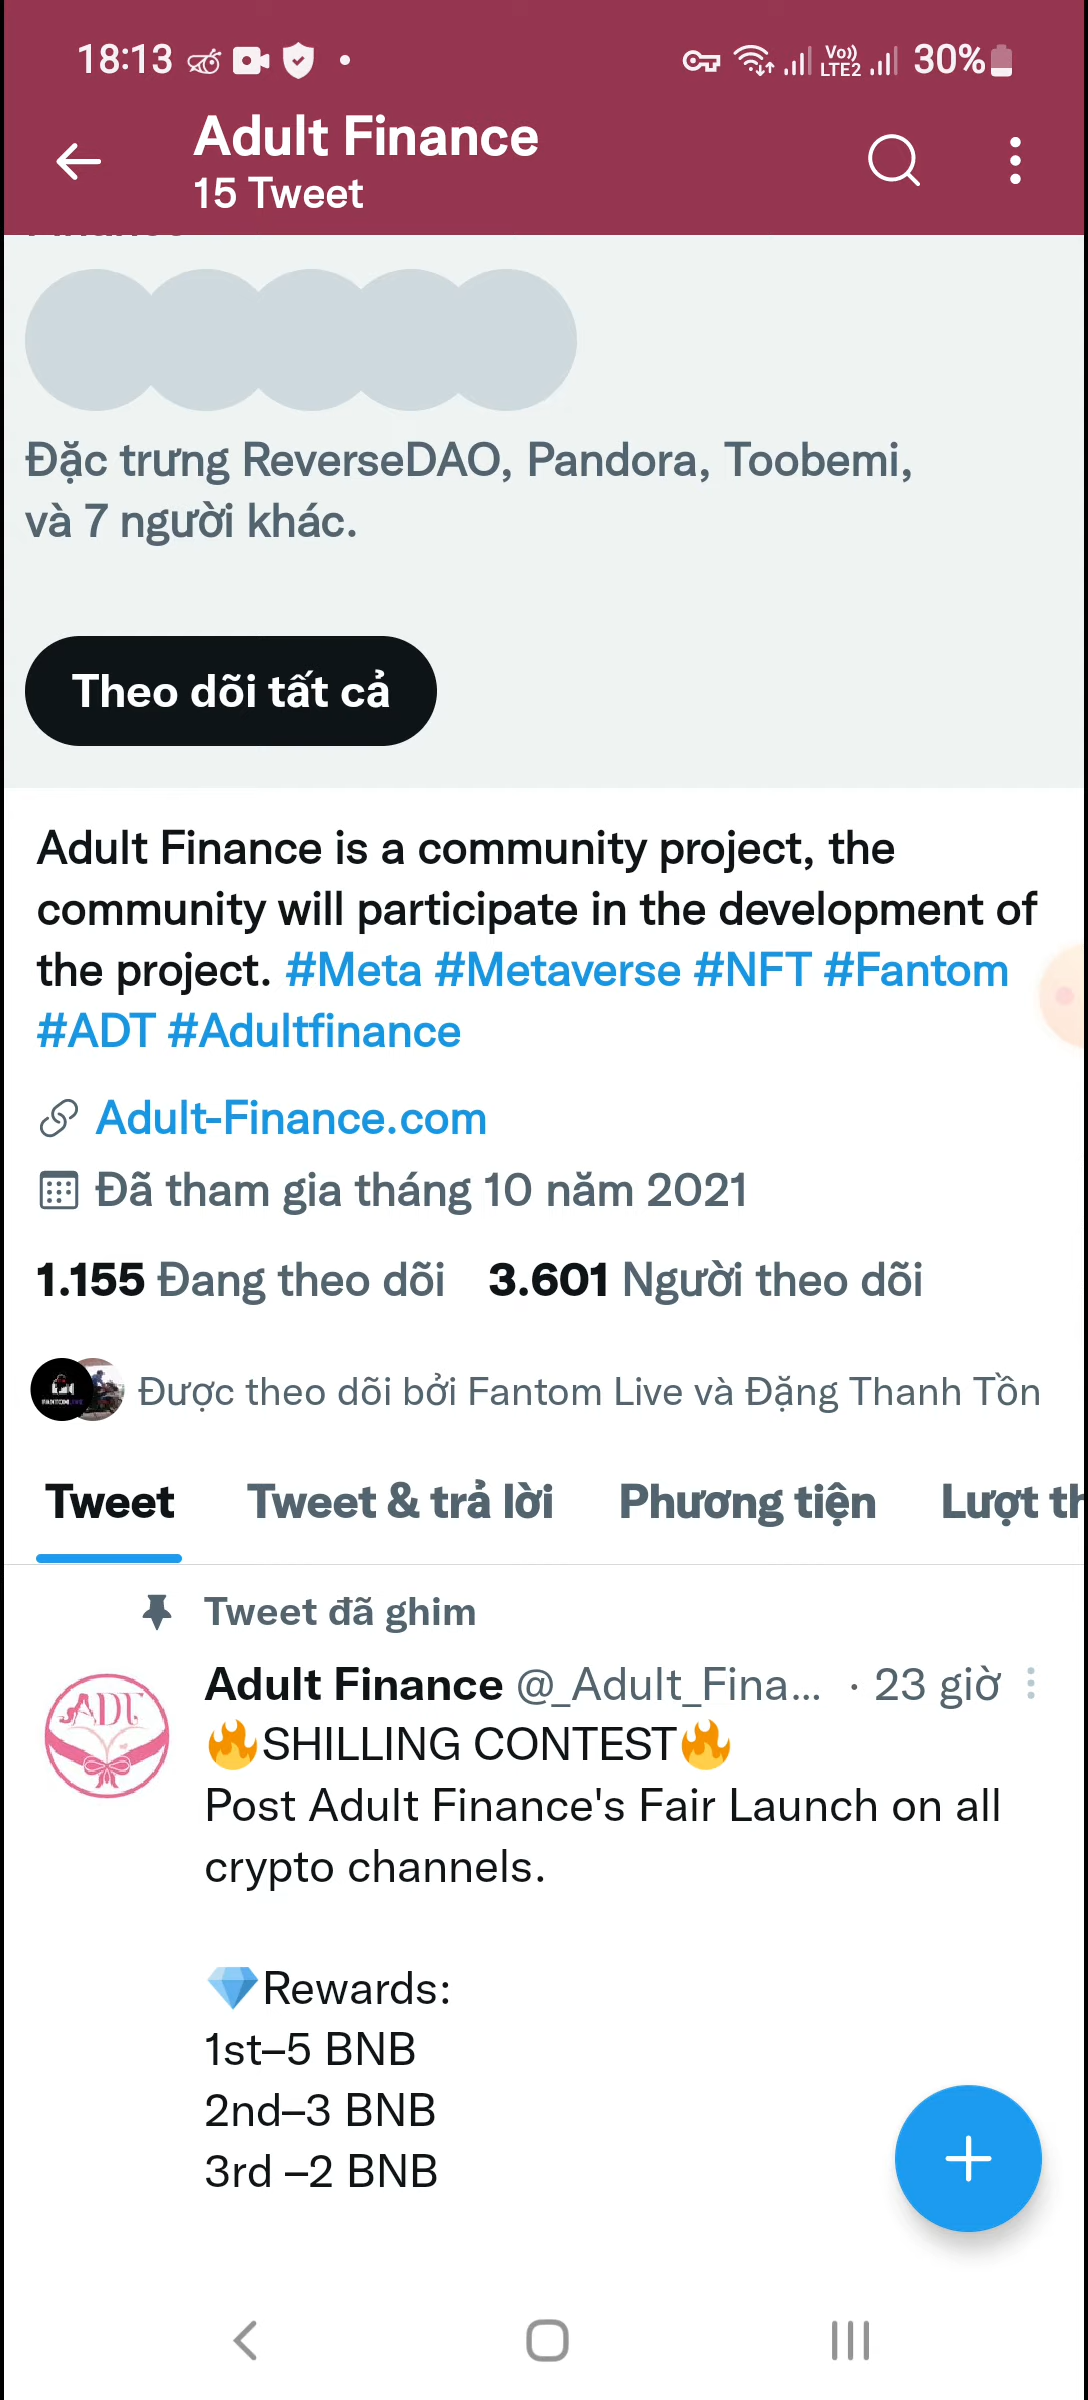 18:13
Vo)) LTE2
30%
Adult Finance
15 Tweet
Đặc trưng ReverseDAO, Pandora, Toobemi,
và 7 người khác.
Theo dõi tất cả
Adult Finance is a community project, the
community will participate in the development of
the project. #Meta #Metaverse #NFT #Fantom
#ADT #Adultfinance
Adult-Finance.com
Đã tham gia tháng 10 năm 2021
1.155 Đang theo dõi 3.601 Người theo dõi
Được theo dõi bởi Fantom Live và Đặng Thanh Tồn
Tweet Tweet & trả lời Phương tiện Lượt th
Tweet đã ghim
ADT
Adult Finance @_Adult_Fina... · 23 giờ
🔥SHILLING CONTEST🔥
Post Adult Finance's Fair Launch on all
crypto channels.
💎Rewards:
1st–5 BNB
2nd–3 BNB
3rd –2 BNB